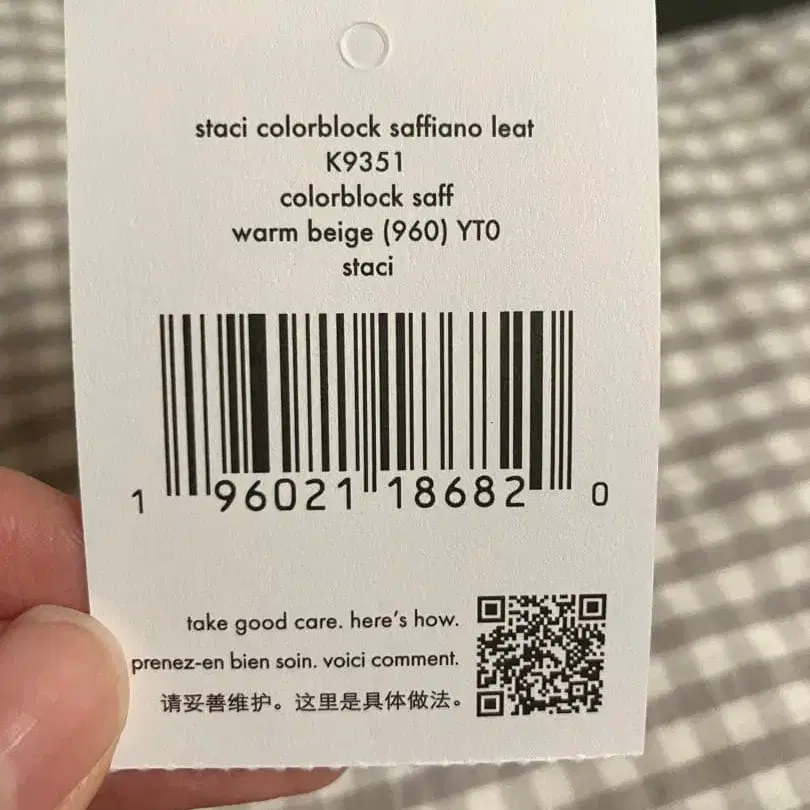 staci colorblock saffiano leat
K9351
colorblock saff
warm beige (960) YT0
staci
1 96021 18682 0
take good care. here's how.
prenez-en bien soin. voici comment.
请妥善维护。这里是具体做法。